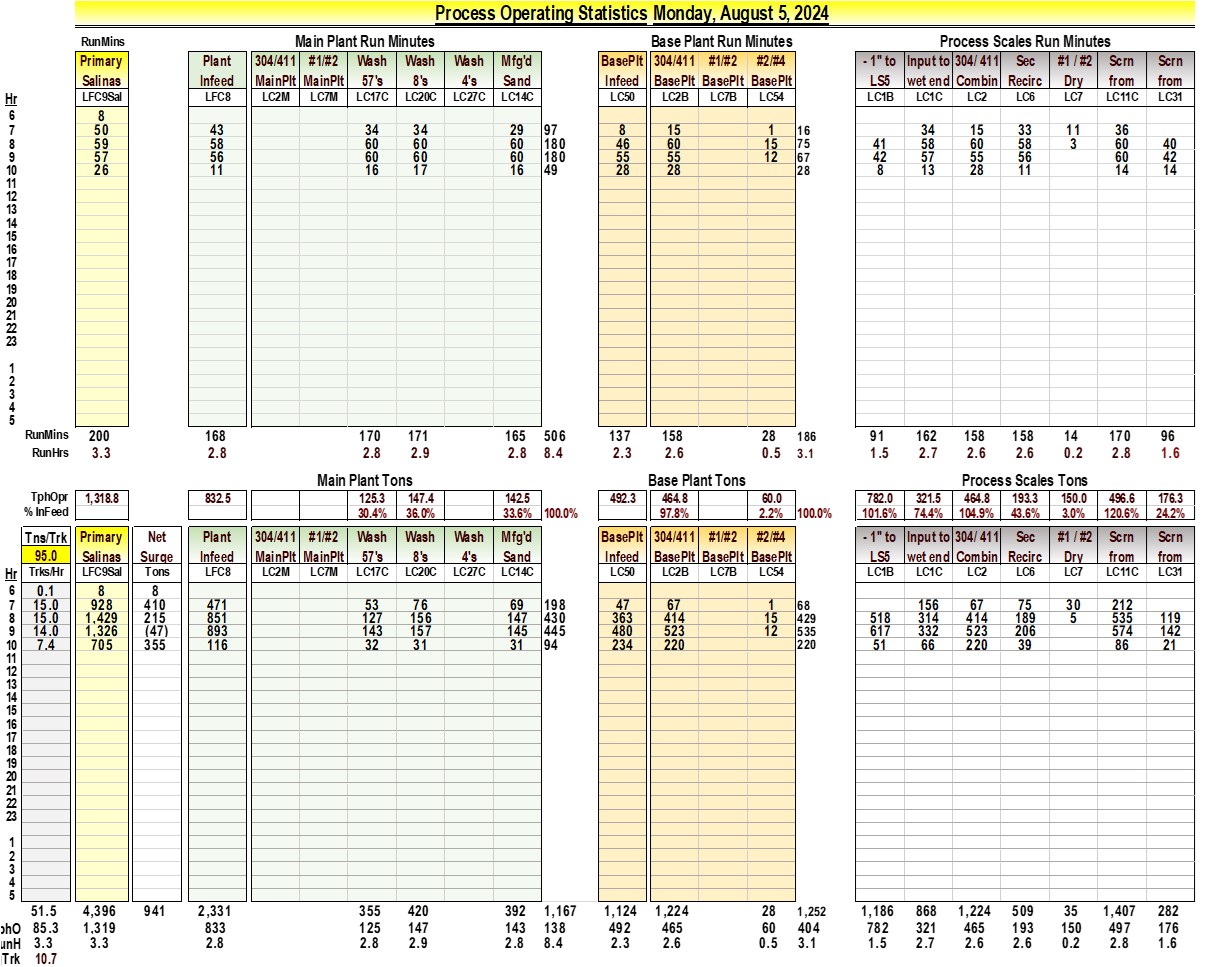 Process Operating Statistics Monday, August 5, 2024
RunMins Main Plant Run Minutes Base Plant Run Minutes Process Scales Run Minutes
Primary Plant 304/411 #1/#2 Wash Wash Wash Mfg'd BasePlt 304/411 #1/#2 #2/#4 - 1" to Input to 304/ 411 Sec #1 / #2 Scrn Scrn
Salinas Infeed MainPlt MainPlt 57's 8's 4's Sand Infeed BasePlt BasePlt BasePlt LS5 wet end Combin Recirc Dry from from
Hr LFC9Sal LFC8 LC2M LC7M LC17C LC20C LC27C LC14C LC50 LC2B LC7B LC54 LC1B LC1C LC2 LC6 LC7 LC11C LC31
6 8
7 50 43 34 34 29 97 8 15 1 16 34 15 33 11 36
8 59 58 60 60 60 180 46 60 15 75 41 58 60 58 3 60 40
9 57 56 60 60 60 180 55 55 12 67 42 57 55 56 60 42
10 26 11 16 17 16 49 28 28 28 8 13 28 11 14 14
11
12
13
14
15
16
17
18
19
20
21
22
23
1
2
3
4
5
RunMins 200 168 170 171 165 506 137 158 28 186 91 162 158 158 14 170 96
RunHrs 3.3 2.8 2.8 2.9 2.8 8.4 2.3 2.6 0.5 3.1 1.5 2.7 2.6 2.6 0.2 2.8 1.6
Main Plant Tons Base Plant Tons Process Scales Tons
TphOpr 1,318.8 832.5 125.3 147.4 142.5 492.3 464.8 60.0 782.0 321.5 464.8 193.3 150.0 496.6 176.3
% InFeed 30.4% 36.0% 33.6% 100.0% 97.8% 2.2% 100.0% 101.6% 74.4% 104.9% 43.6% 3.0% 120.6% 24.2%
Tns/Trk Primary Net Plant 304/411 #1/#2 Wash Wash Wash Mfg'd BasePlt 304/411 #1/#2 #2/#4 - 1" to Input to 304/ 411 Sec #1 / #2 Scrn Scrn
95.0 Salinas Surge Infeed MainPlt MainPlt 57's 8's 4's Sand Infeed BasePlt BasePlt BasePlt LS5 wet end Combin Recirc Dry from from
Hr Trks/Hr LFC9Sal Tons LFC8 LC2M LC7M LC17C LC20C LC27C LC14C LC50 LC2B LC7B LC54 LC1B LC1C LC2 LC6 LC7 LC11C LC31
6 0.1 8 8
7 15.0 928 410 471 53 76 69 198 47 67 1 68 156 67 75 30 212
8 15.0 1,429 215 851 127 156 147 430 363 414 15 429 518 314 414 189 5 535 119
9 14.0 1,326 (47) 893 143 157 145 445 480 523 12 535 617 332 523 206 574 142
10 7.4 705 355 116 32 31 31 94 234 220 220 51 66 220 39 86 21
11
12
13
14
15
16
17
18
19
20
21
22
23
1
2
3
4
5
51.5 4,396 941 2,331 355 420 392 1,167 1,124 1,224 28 1,252 1,186 868 1,224 509 35 1,407 282
phO 85.3 1,319 833 125 147 143 138 492 465 60 404 782 321 465 193 150 497 176
unH 3.3 3.3 2.8 2.8 2.9 2.8 8.4 2.3 2.6 0.5 3.1 1.5 2.7 2.6 2.6 0.2 2.8 1.6
Trk 10.7